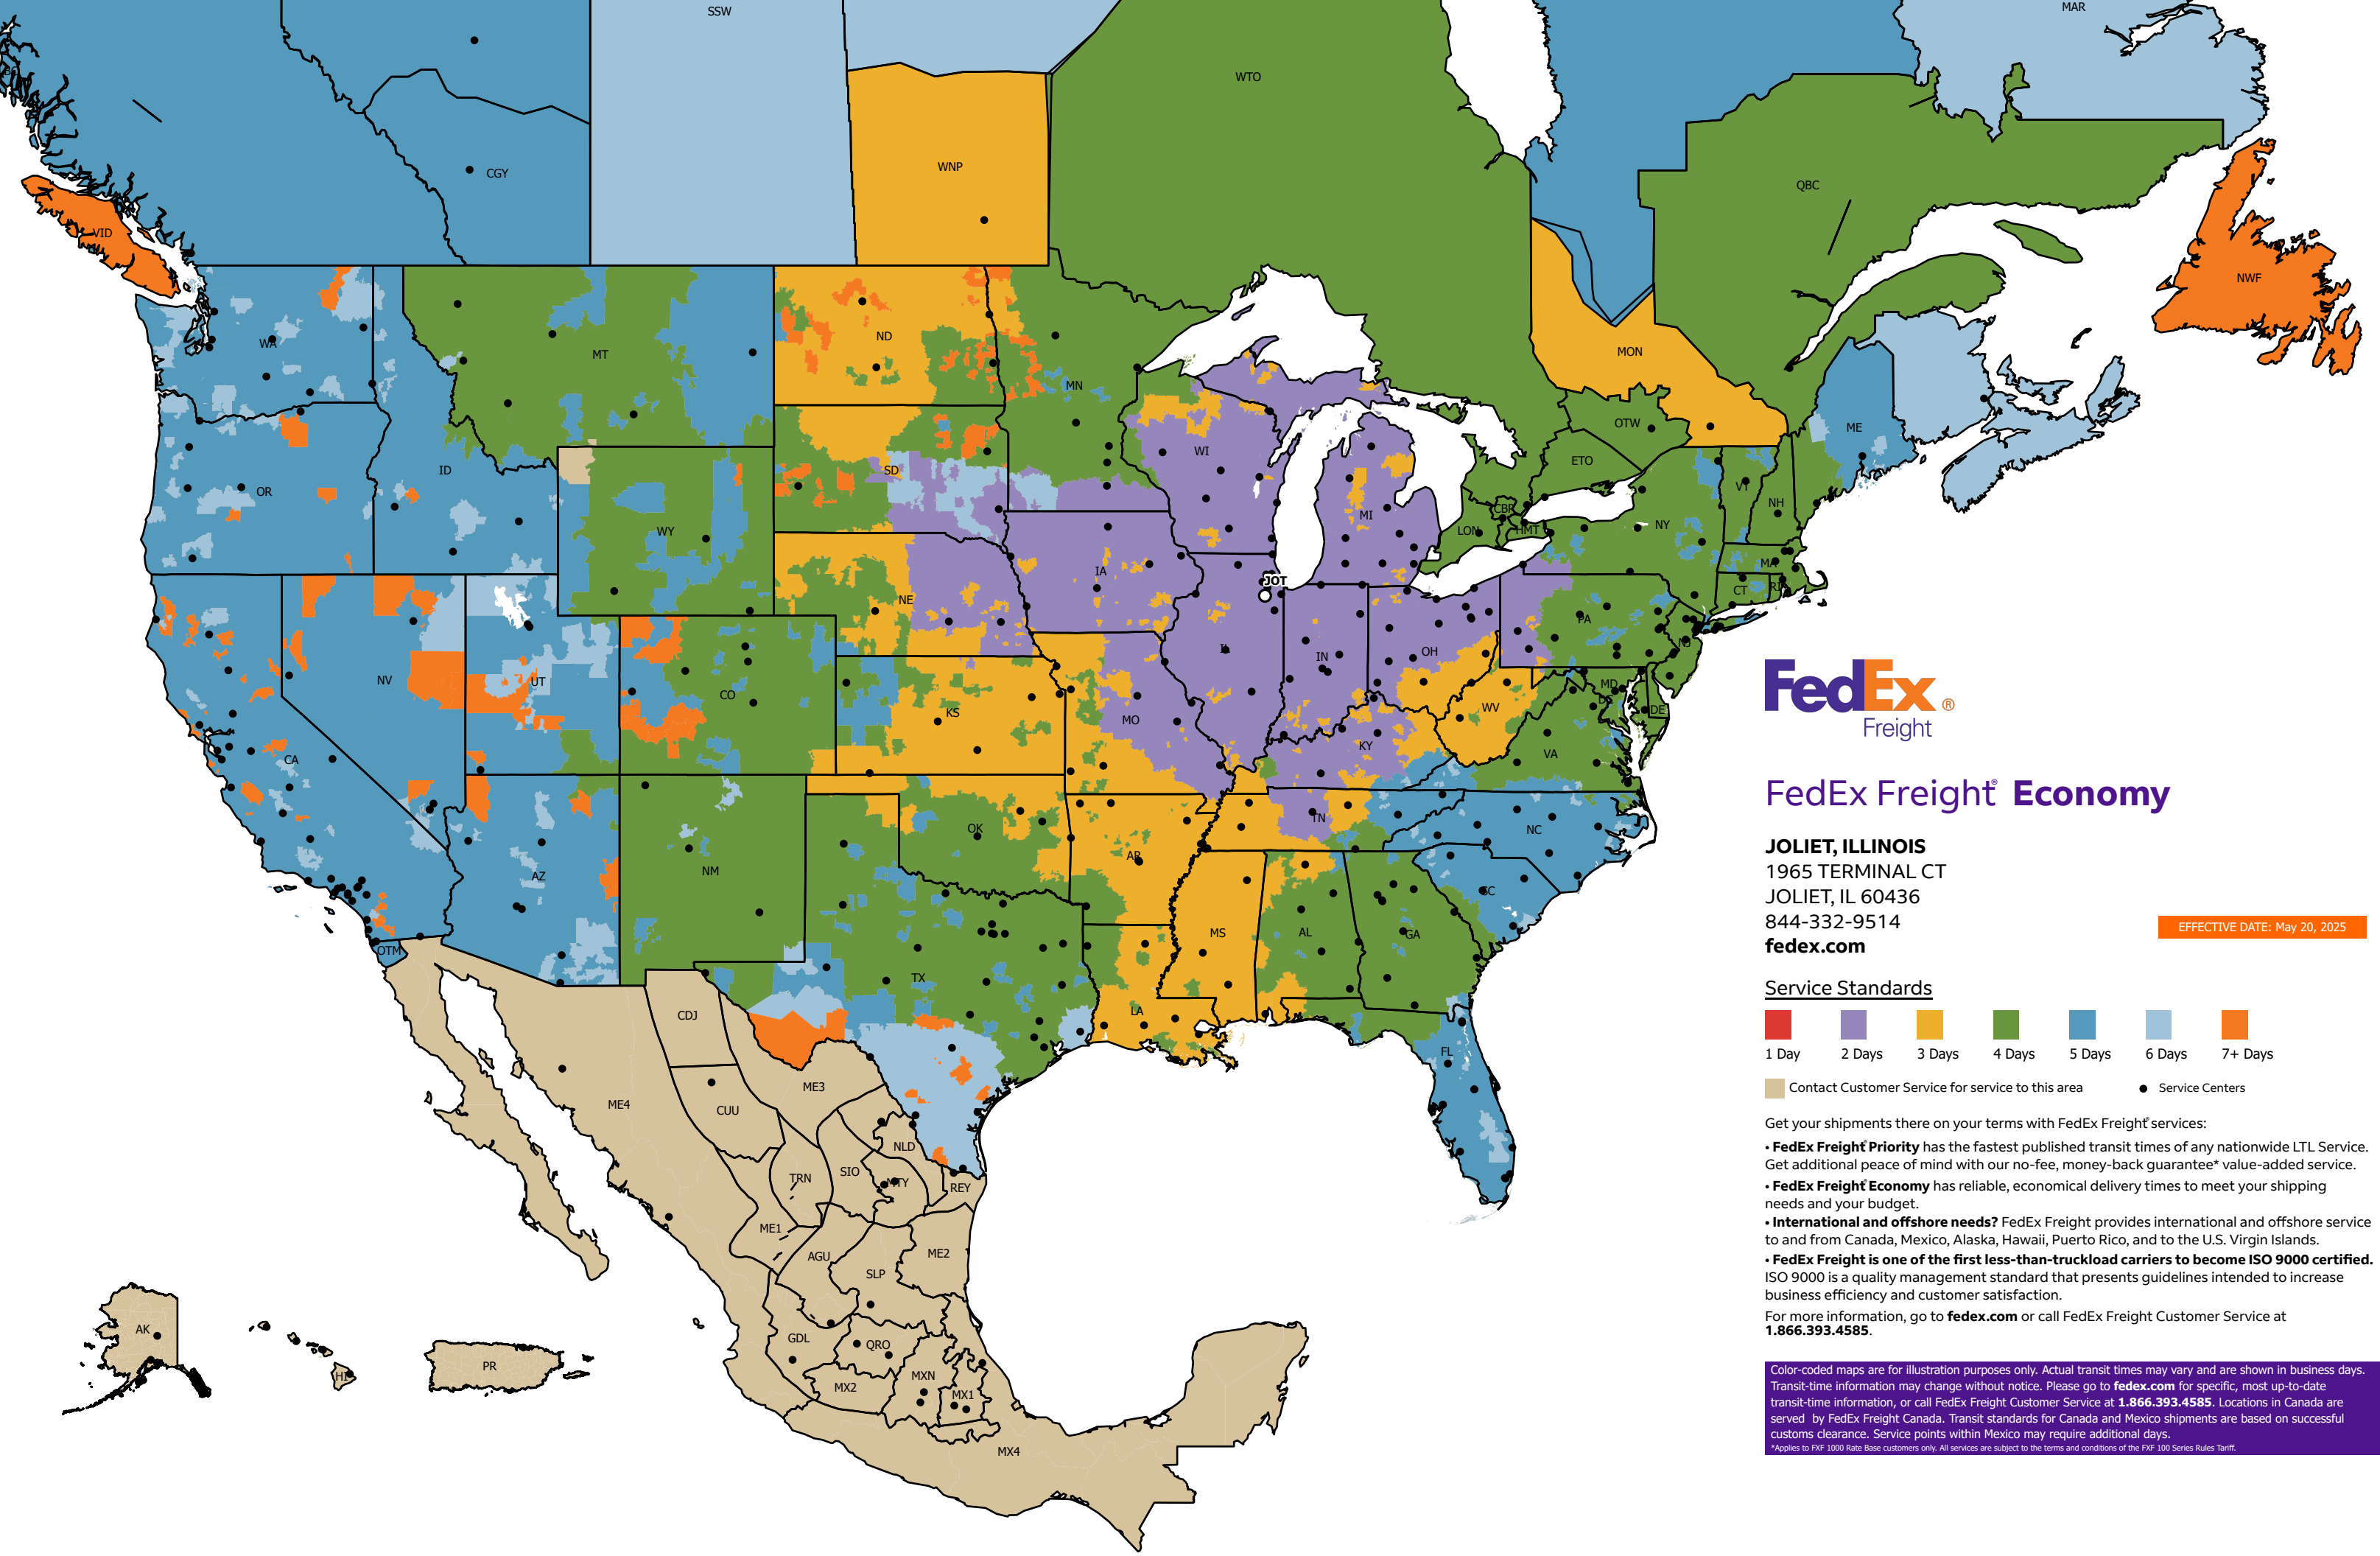 SSW
MAR
WTO
WNP
CGY
QBC
VID
NWF
WA
MT
ND
MN
MON
OTW
ME
ETO
ID
OR
SD
WI
VT
NH
CBR
LON
HMT
NY
MI
WY
IA
JOT
MA
CT
RI
NE
PA
NJ
IL
IN
OH
NV
UT
CO
KS
MO
WV
MD
DE
KY
VA
CA
OK
TN
NC
AR
NM
AZ
SC
MS
AL
GA
OTM
TX
LA
FL
CDJ
ME3
ME4
CUU
NLD
SIO
TRN
MTY
REY
ME1
AGU
ME2
SLP
AK
HI
PR
GDL
QRO
MXN
MX2
MX1
MX4
FedEx®
Freight
FedEx Freight® Economy
JOLIET, ILLINOIS
1965 TERMINAL CT
JOLIET, IL 60436
844-332-9514
fedex.com
EFFECTIVE DATE: May 20, 2025
Service Standards
1 Day 2 Days 3 Days 4 Days 5 Days 6 Days 7+ Days
Contact Customer Service for service to this area Service Centers
Get your shipments there on your terms with FedEx Freight® services:
• FedEx Freight® Priority has the fastest published transit times of any nationwide LTL Service.
Get additional peace of mind with our no-fee, money-back guarantee* value-added service.
• FedEx Freight® Economy has reliable, economical delivery times to meet your shipping
needs and your budget.
• International and offshore needs? FedEx Freight provides international and offshore service
to and from Canada, Mexico, Alaska, Hawaii, Puerto Rico, and to the U.S. Virgin Islands.
• FedEx Freight is one of the first less-than-truckload carriers to become ISO 9000 certified.
ISO 9000 is a quality management standard that presents guidelines intended to increase
business efficiency and customer satisfaction.
For more information, go to fedex.com or call FedEx Freight Customer Service at
1.866.393.4585.
Color-coded maps are for illustration purposes only. Actual transit times may vary and are shown in business days.
Transit-time information may change without notice. Please go to fedex.com for specific, most up-to-date
transit-time information, or call FedEx Freight Customer Service at 1.866.393.4585. Locations in Canada are
served by FedEx Freight Canada. Transit standards for Canada and Mexico shipments are based on successful
customs clearance. Service points within Mexico may require additional days.
*Applies to FXF 1000 Rate Base customers only. All services are subject to the terms and conditions of the FXF 100 Series Rules Tariff.